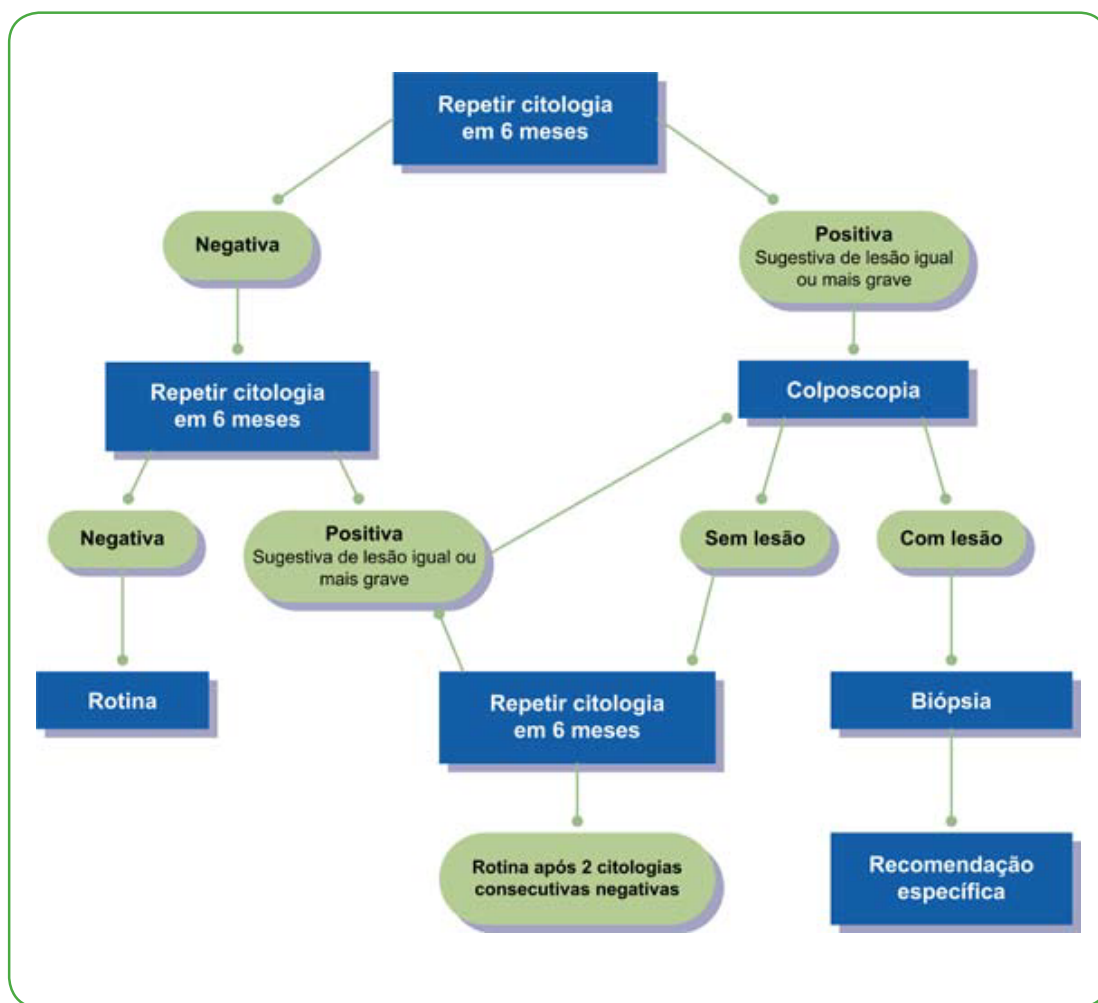 Repetir citologia
em 6 meses
Negativa
Positiva
Sugestiva de lesão igual
ou mais grave
Repetir citologia
em 6 meses
Colposcopia
Negativa
Positiva
Sugestiva de lesão igual ou
mais grave
Sem lesão
Com lesão
Rotina
Repetir citologia
em 6 meses
Biópsia
Rotina após 2 citologias
consecutivas negativas
Recomendação
específica